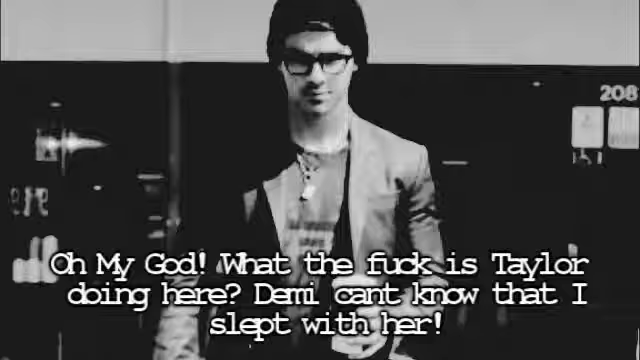 208
Oh My God! What the fuck is Taylor
doing here? Demi cant know that I
slept with her!